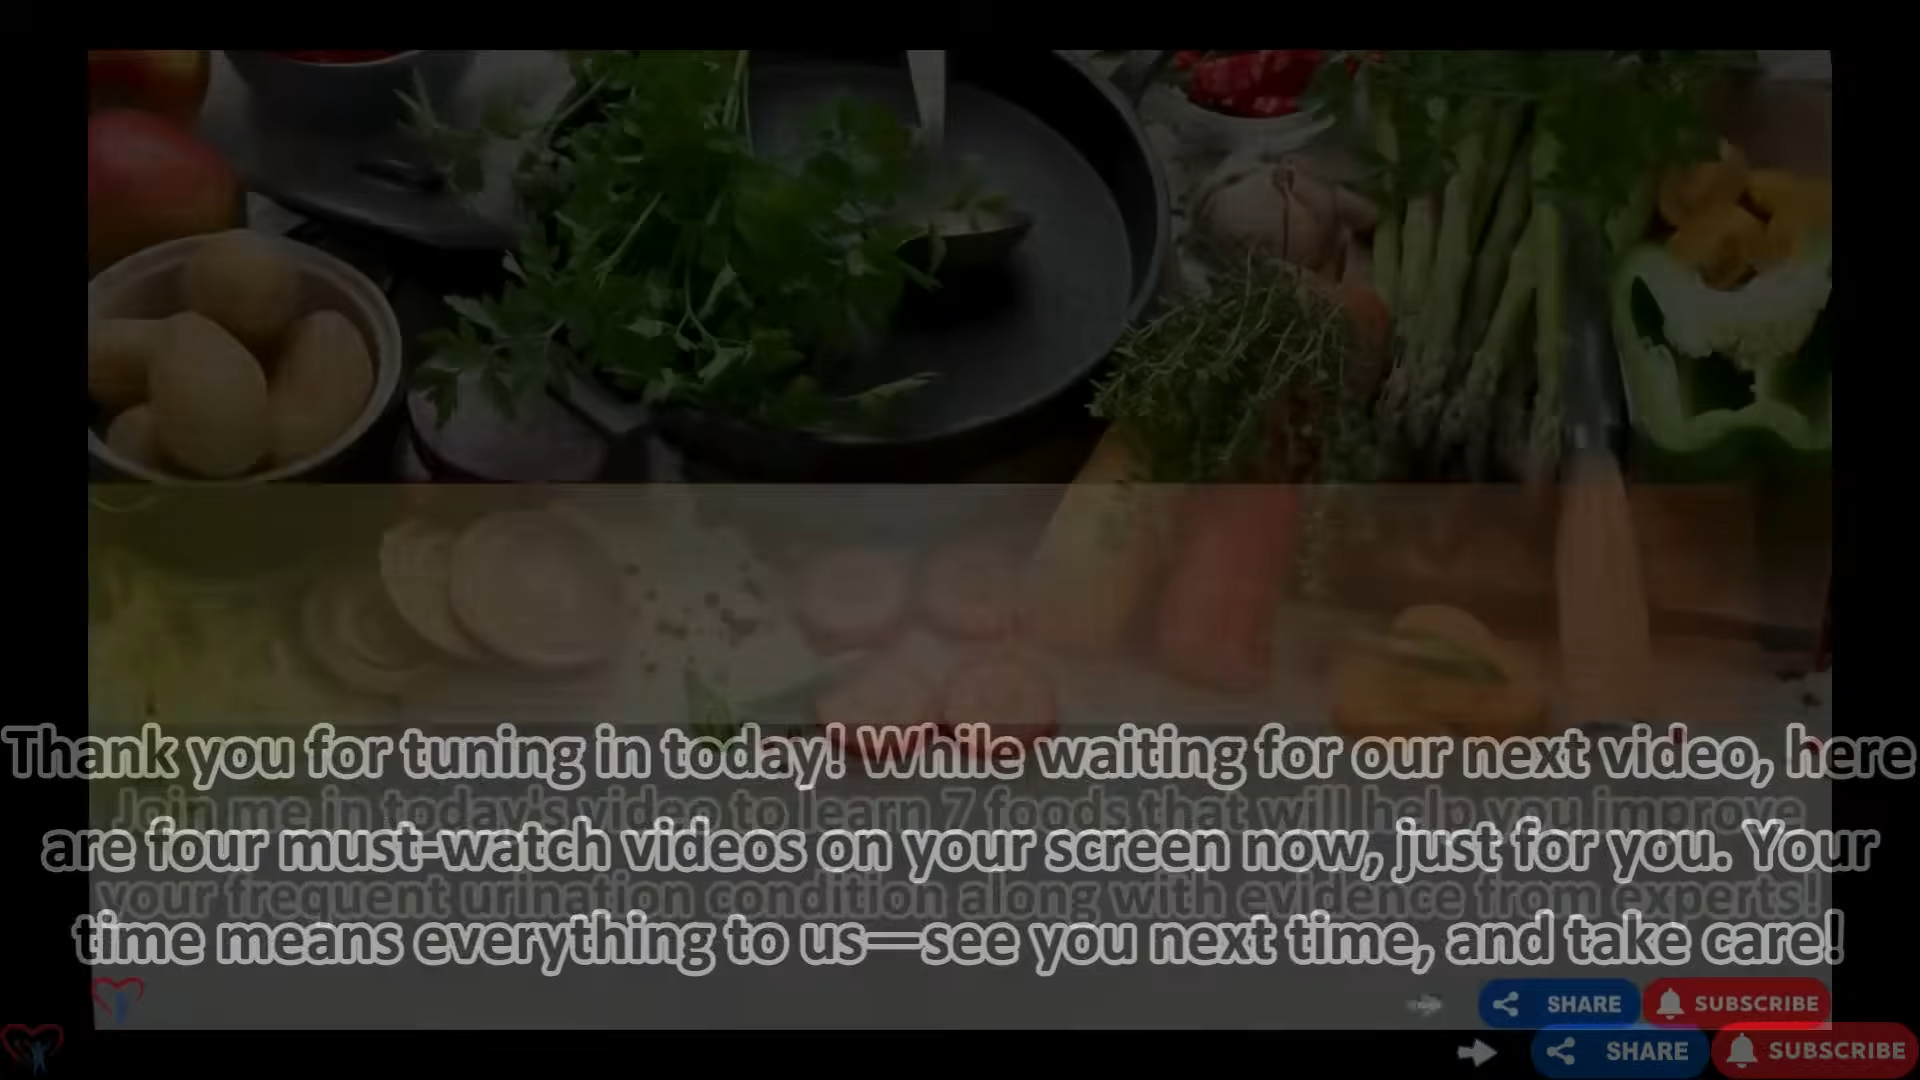 Thank you for tuning in today! While waiting for our next video, here
Join me in today's video to learn 7 foods that will help you improve
are four must-watch videos on your screen now, just for you. Your
your frequent urination condition along with evidence from experts!
time means everything to us—see you next time, and take care!
SHARE
SUBSCRIBE
SHARE
SUBSCRIBE